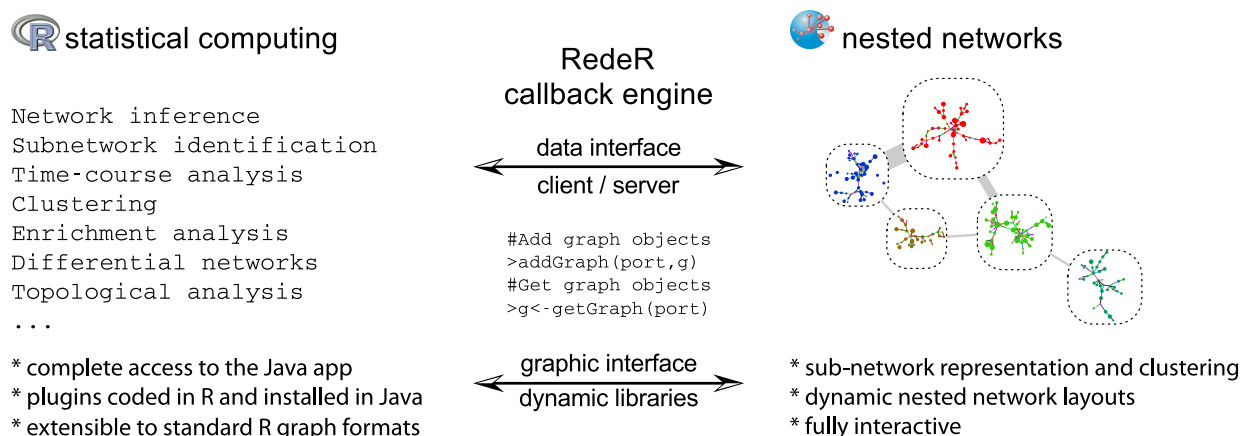 R statistical computing
Network inference
Subnetwork identification
Time-course analysis
Clustering
Enrichment analysis
Differential networks
Topological analysis
...
* complete access to the Java app
* plugins coded in R and installed in Java
* extensible to standard R graph formats
RedeR
callback engine
data interface
client / server
#Add graph objects
>addGraph(port,g)
#Get graph objects
>g<-getGraph(port)
graphic interface
dynamic libraries
nested networks
* sub-network representation and clustering
* dynamic nested network layouts
* fully interactive